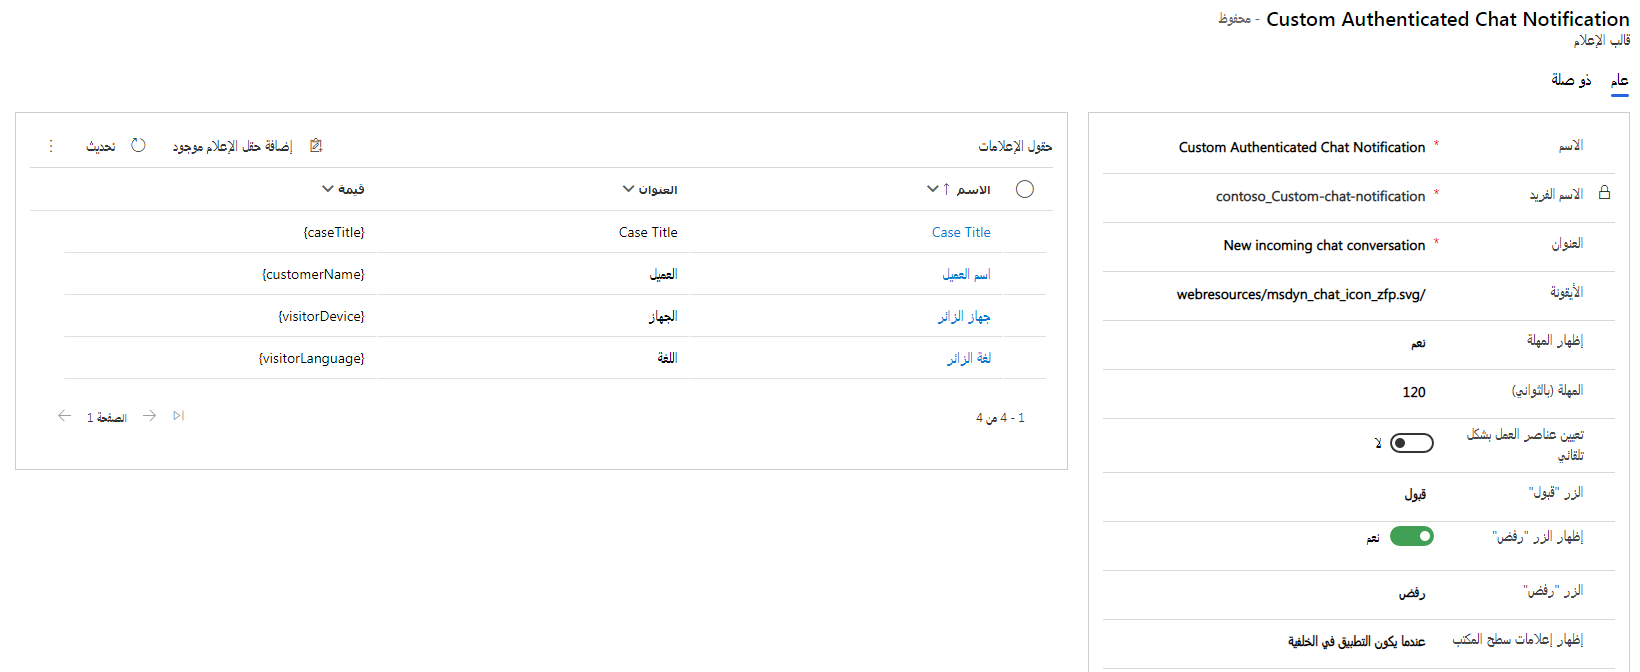 Custom Authenticated Chat Notification - محفوظ
قالب الإعلام
عام
ذو صلة
الاسم * Custom Authenticated Chat Notification
الاسم الفريد * contoso_Custom-chat-notification
العنوان * New incoming chat conversation
الأيقونة webresources/msdyn_chat_icon_zfp.svg/
إظهار المهلة نعم
المهلة (بالثواني) 120
تعيين عناصر العمل بشكل
تلقائي
لا
الزر "قبول" قبول
إظهار الزر "رفض" نعم
الزر "رفض" رفض
إظهار إعلامات سطح المكتب عندما يكون التطبيق في الخلفية
حقول الإعلامات
إضافة حقل الإعلام موجود
تحديث
الاسم العنوان قيمة
Case Title Case Title {caseTitle}
اسم العميل العميل {customerName}
جهاز الزائر الجهاز {visitorDevice}
لغة الزائر اللغة {visitorLanguage}
1 - 4 من 4
الصفحة 1